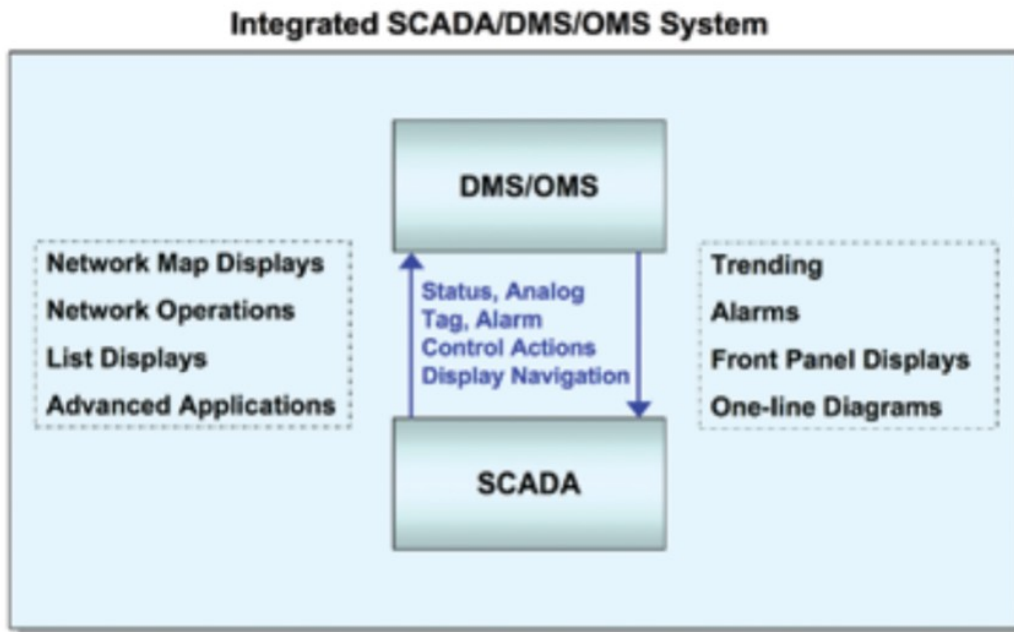 Integrated SCADA/DMS/OMS System
DMS/OMS
Network Map Displays
Network Operations
List Displays
Advanced Applications
Status, Analog
Tag, Alarm
Control Actions
Display Navigation
Trending
Alarms
Front Panel Displays
One-line Diagrams
SCADA